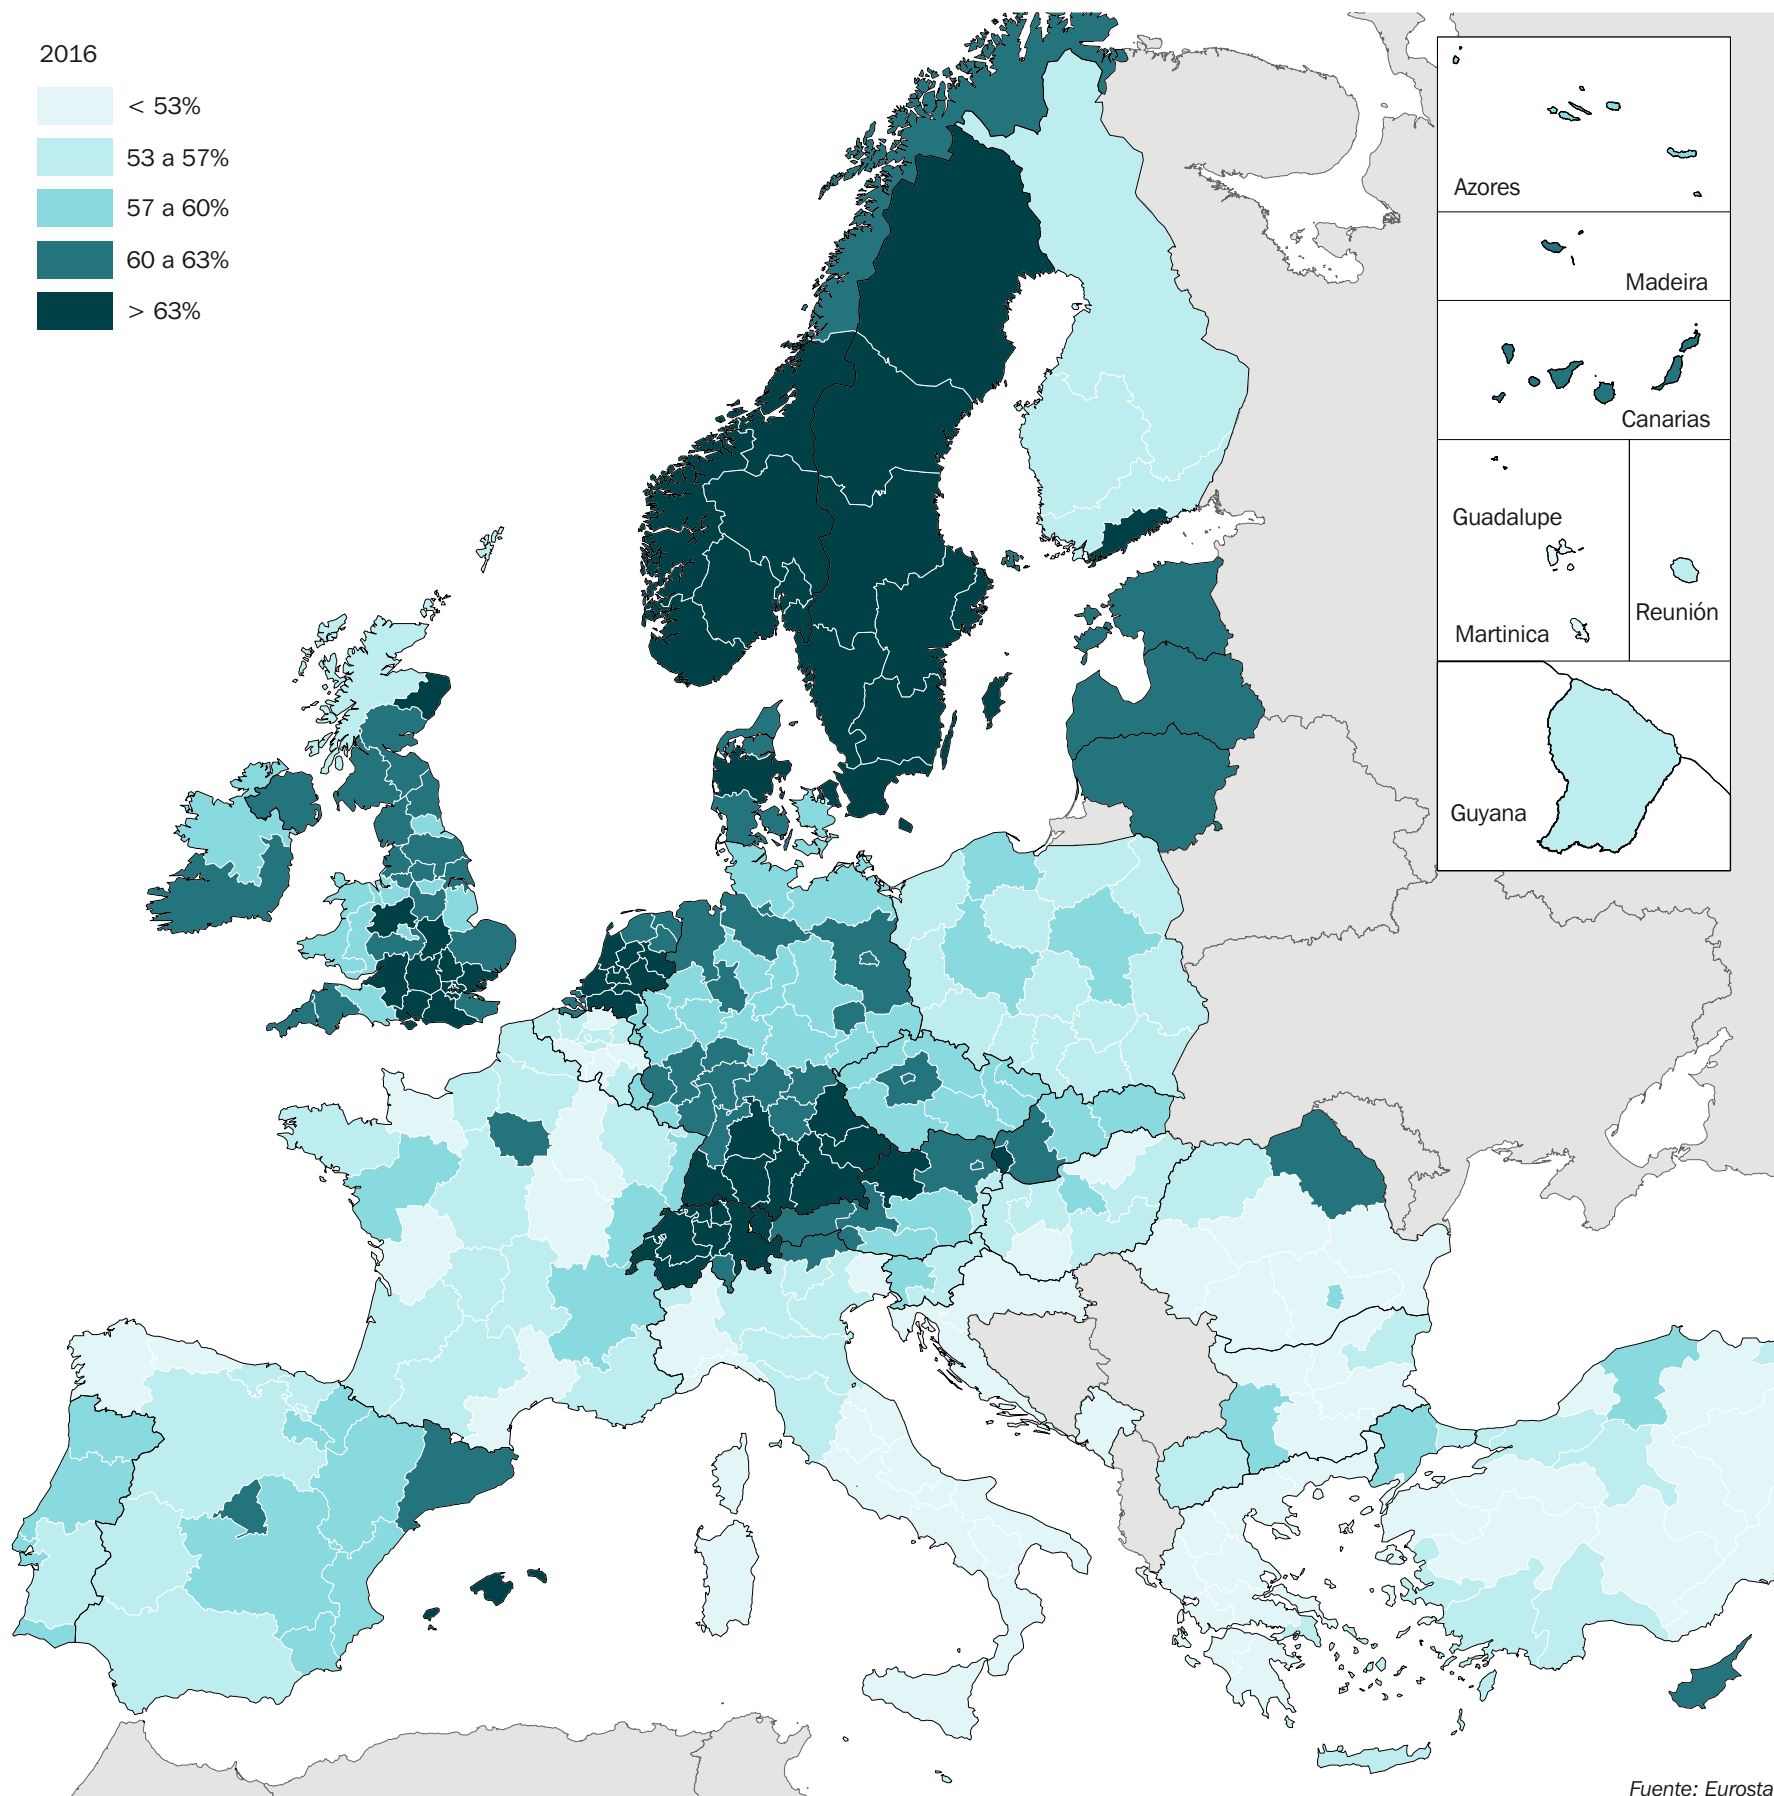 2016
< 53%
53 a 57%
57 a 60%
60 a 63%
> 63%
Azores
Madeira
Canarias
Guadalupe
Martinica
Reunión
Guyana
Fuente: Eurosta